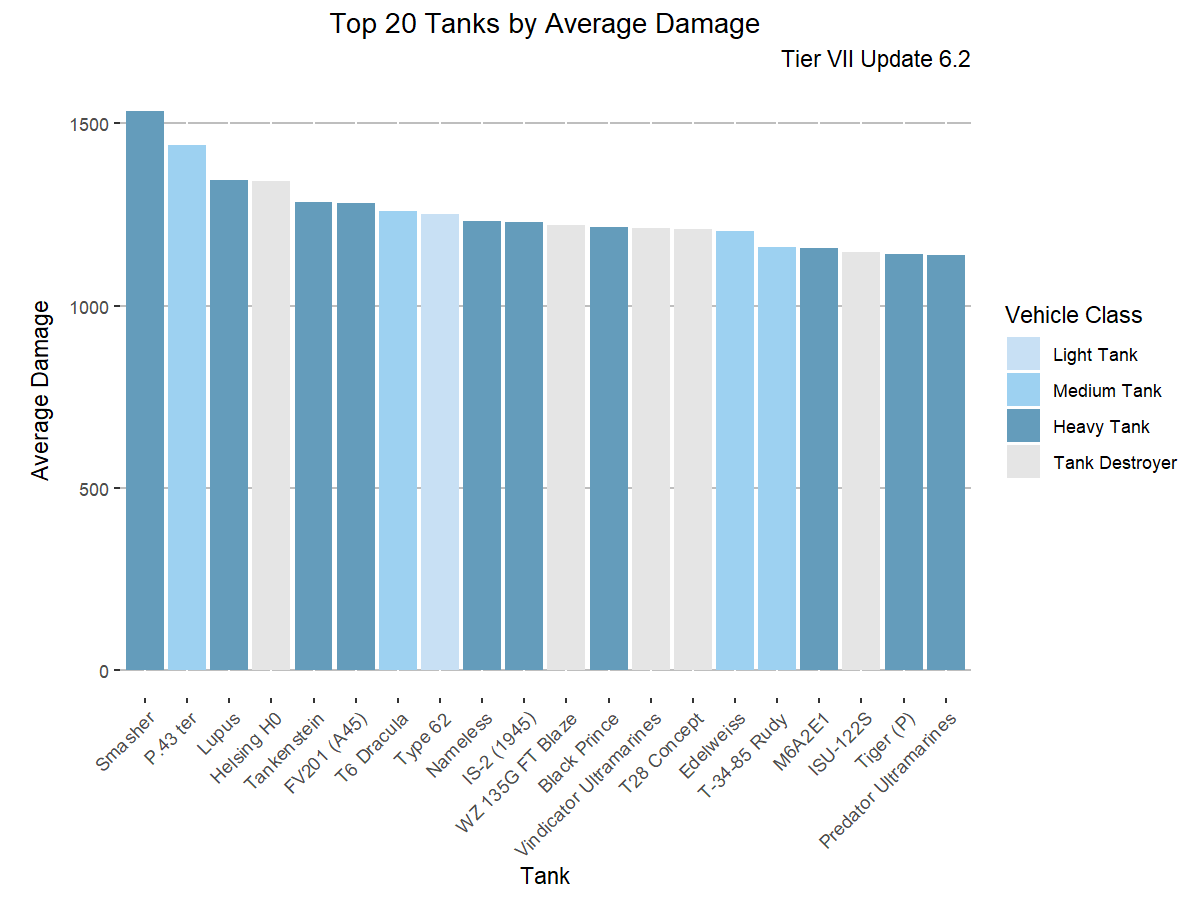 Top 20 Tanks by Average Damage
Tier VII Update 6.2
Average Damage
1500
1000
500
0
Smasher
P.43 ter
Lupus
Helsing H0
Tankenstein
FV201 (A45)
T6 Dracula
Type 62
Nameless
IS-2 (1945)
WZ 135G FT Blaze
Black Prince
Vindicator Ultramarines
T28 Concept
Edelweiss
T-34-85 Rudy
M6A2E1
ISU-122S
Tiger (P)
Predator Ultramarines
Tank
Vehicle Class
Light Tank
Medium Tank
Heavy Tank
Tank Destroyer